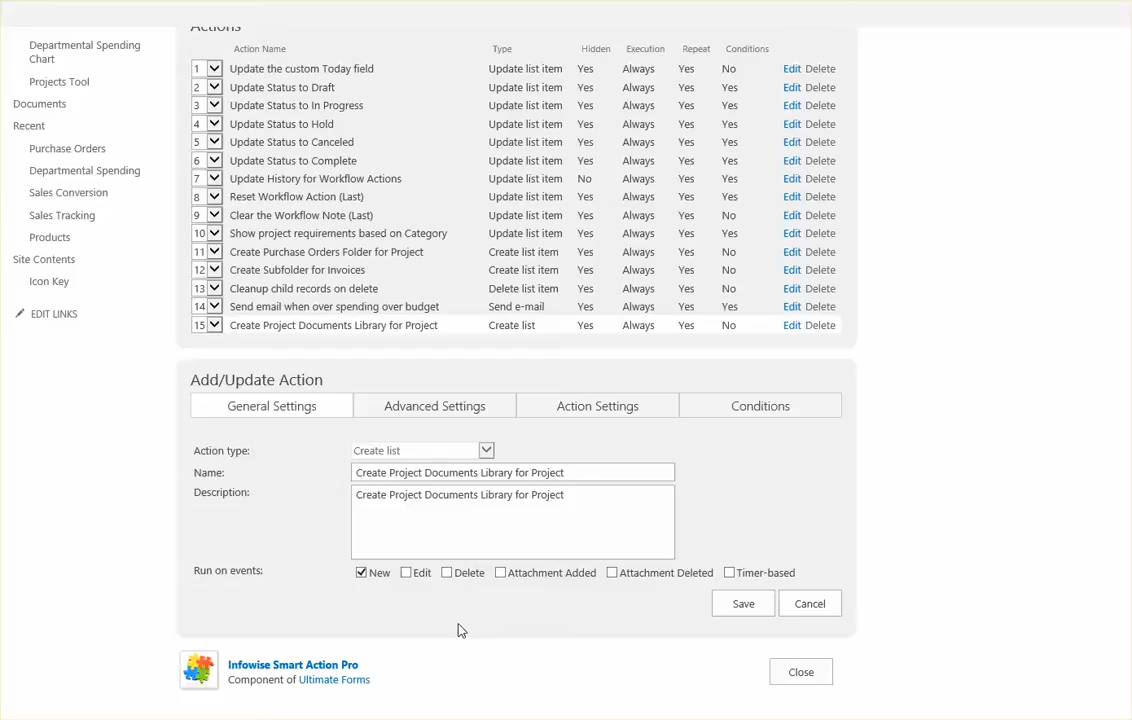 Actions
Departmental Spending
Chart
Projects Tool
Documents
Recent
Purchase Orders
Departmental Spending
Sales Conversion
Sales Tracking
Products
Site Contents
Icon Key
EDIT LINKS
Action Name Type Hidden Execution Repeat Conditions
1 Update the custom Today field Update list item Yes Always Yes No Edit Delete
2 Update Status to Draft Update list item Yes Always Yes Yes Edit Delete
3 Update Status to In Progress Update list item Yes Always Yes Yes Edit Delete
4 Update Status to Hold Update list item Yes Always Yes Yes Edit Delete
5 Update Status to Canceled Update list item Yes Always Yes Yes Edit Delete
6 Update Status to Complete Update list item Yes Always Yes Yes Edit Delete
7 Update History for Workflow Actions Update list item No Always Yes Yes Edit Delete
8 Reset Workflow Action (Last) Update list item Yes Always Yes Yes Edit Delete
9 Clear the Workflow Note (Last) Update list item Yes Always Yes No Edit Delete
10 Show project requirements based on Category Update list item Yes Always Yes Yes Edit Delete
11 Create Purchase Orders Folder for Project Create list item Yes Always Yes No Edit Delete
12 Create Subfolder for Invoices Create list item Yes Always Yes No Edit Delete
13 Cleanup child records on delete Delete list item Yes Always Yes No Edit Delete
14 Send email when over spending over budget Send e-mail Yes Always Yes Yes Edit Delete
15 Create Project Documents Library for Project Create list Yes Always Yes No Edit Delete
Add/Update Action
General Settings Advanced Settings Action Settings Conditions
Action type: Create list
Name: Create Project Documents Library for Project
Description: Create Project Documents Library for Project
Run on events: New Edit Delete Attachment Added Attachment Deleted Timer-based
Save Cancel
Infowise Smart Action Pro
Component of Ultimate Forms
Close